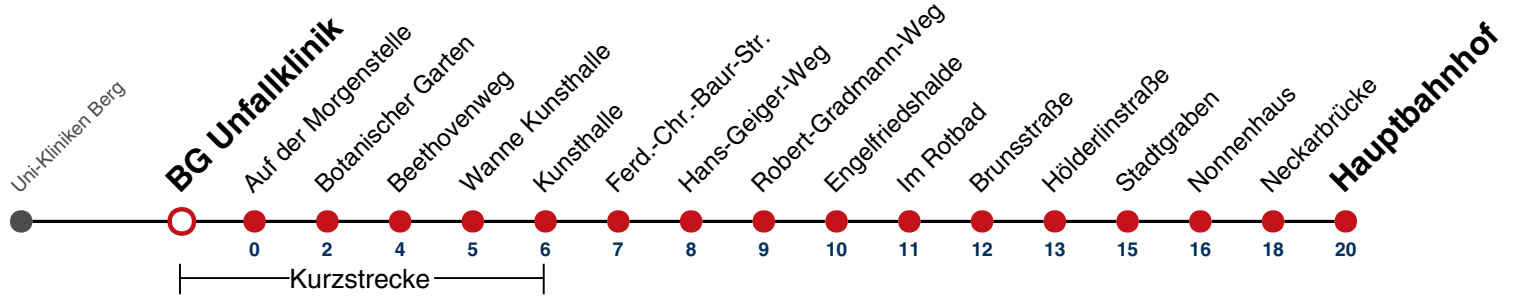 Uni-Kliniken Berg
BG Unfallklinik
Auf der Morgenstelle
Botanischer Garten
Beethovenweg
Wanne Kunsthalle
Kunsthalle
Ferd.-Chr.-Baur-Str.
Hans-Geiger-Weg
Robert-Gradmann-Weg
Engelfriedshalde
Im Rotbad
Brunsstraße
Hölderlinstraße
Stadtgraben
Nonnenhaus
Neckarbrücke
Hauptbahnhof
0 2 4 5 6 7 8 9 10 11 12 13 15 16 18 20
Kurzstrecke